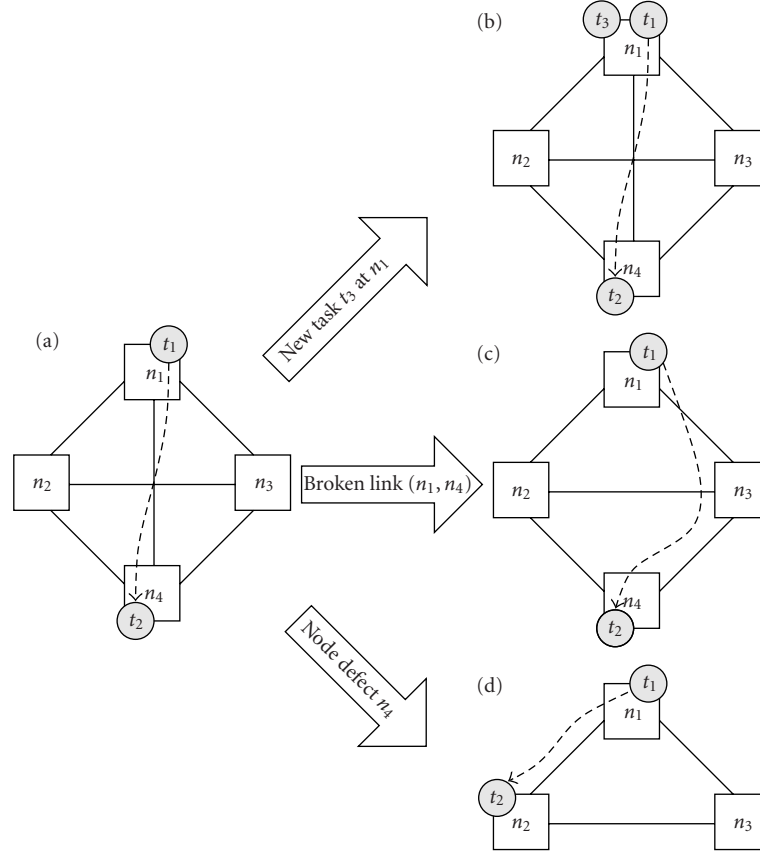 (a)
t1
n1
n2
n3
n4
t2
New task t3 at n1
Broken link (n1, n4)
Node defect n4
(b)
t3
t1
n1
n2
n3
n4
t2
(c)
t1
n1
n2
n3
n4
t2
(d)
t1
n1
t2
n2
n3